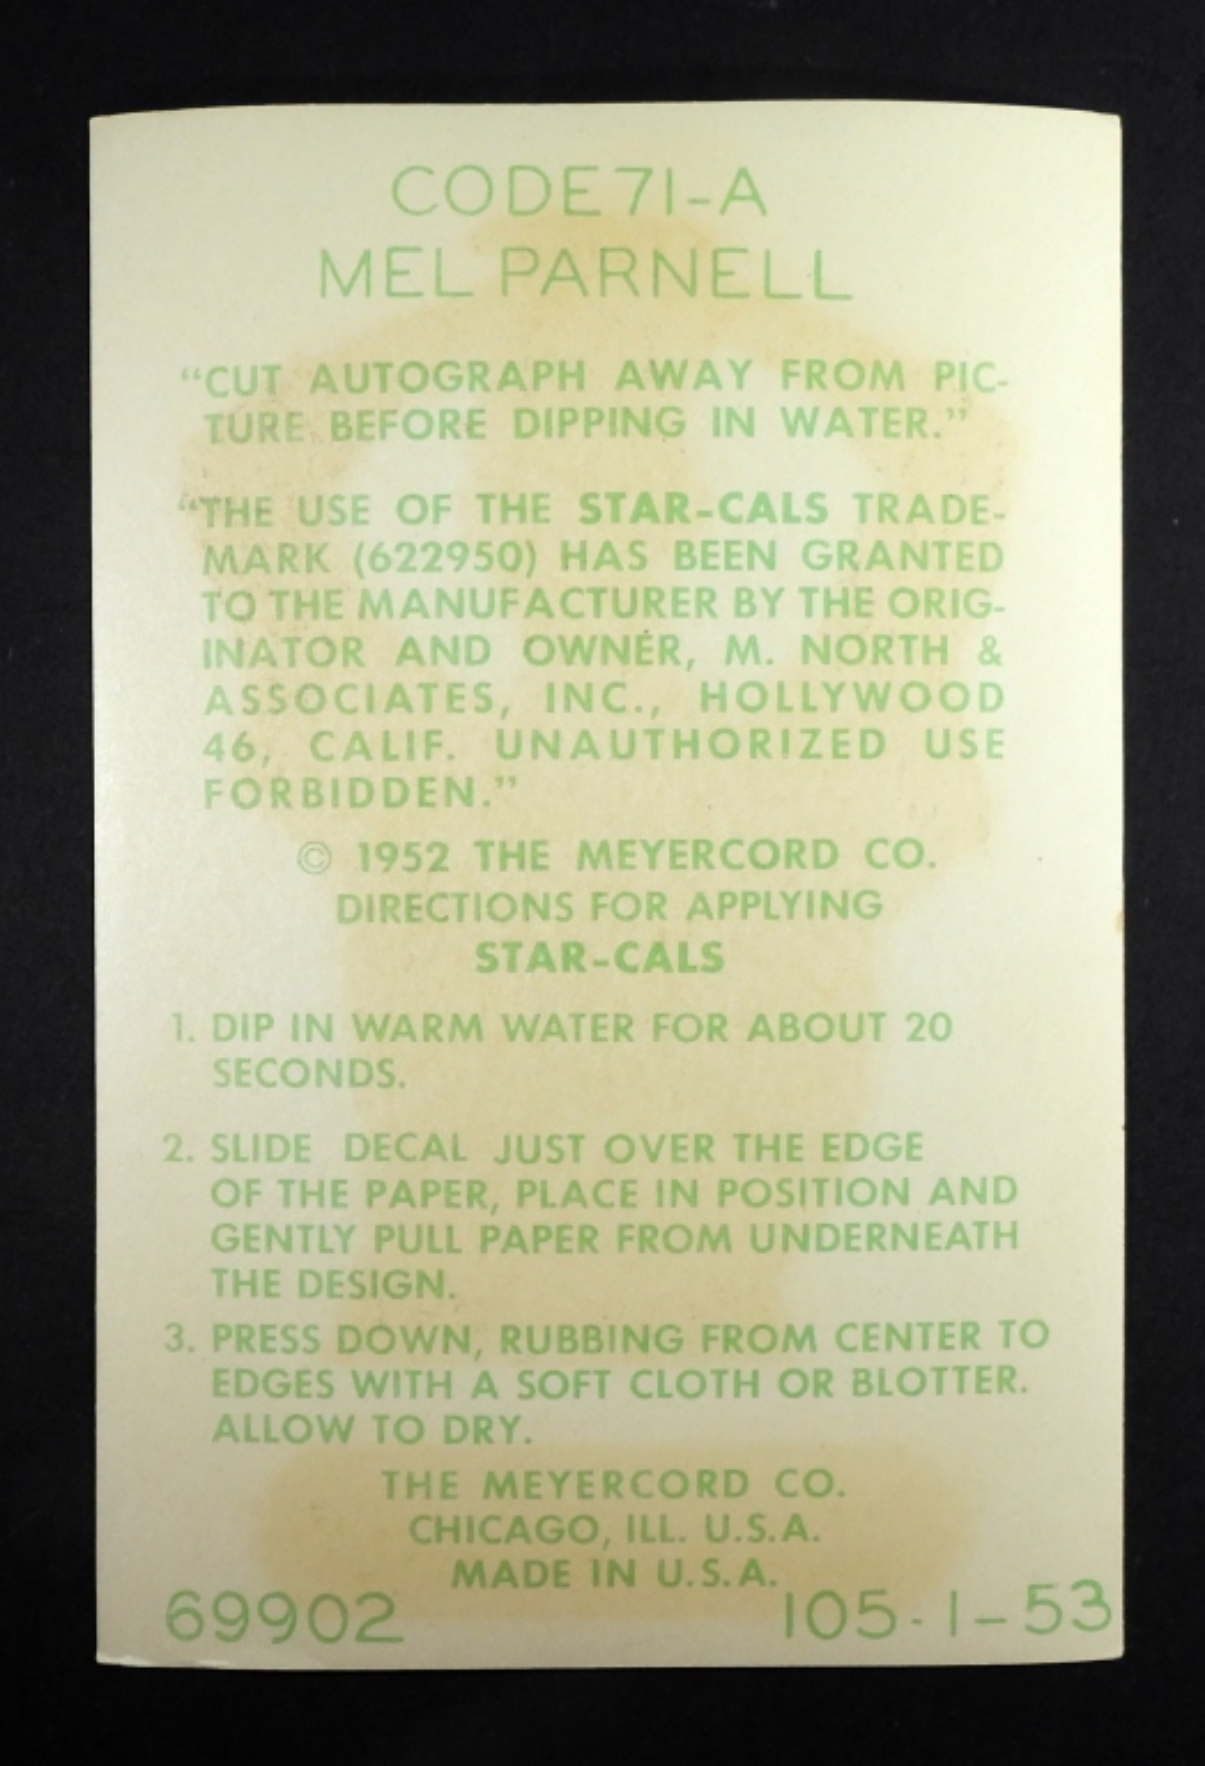 CODE 71-A
MEL PARNELL
“CUT AUTOGRAPH AWAY FROM PIC-
TURE BEFORE DIPPING IN WATER.”
“THE USE OF THE STAR-CALS TRADE-
MARK (622950) HAS BEEN GRANTED
TO THE MANUFACTURER BY THE ORIG-
INATOR AND OWNER, M. NORTH &
ASSOCIATES, INC., HOLLYWOOD
46, CALIF. UNAUTHORIZED USE
FORBIDDEN.”
© 1952 THE MEYERCORD CO.
DIRECTIONS FOR APPLYING
STAR-CALS
1. DIP IN WARM WATER FOR ABOUT 20
SECONDS.
2. SLIDE DECAL JUST OVER THE EDGE
OF THE PAPER, PLACE IN POSITION AND
GENTLY PULL PAPER FROM UNDERNEATH
THE DESIGN.
3. PRESS DOWN, RUBBING FROM CENTER TO
EDGES WITH A SOFT CLOTH OR BLOTTER.
ALLOW TO DRY.
THE MEYERCORD CO.
CHICAGO, ILL. U.S.A.
MADE IN U.S.A.
69902 105-1-53